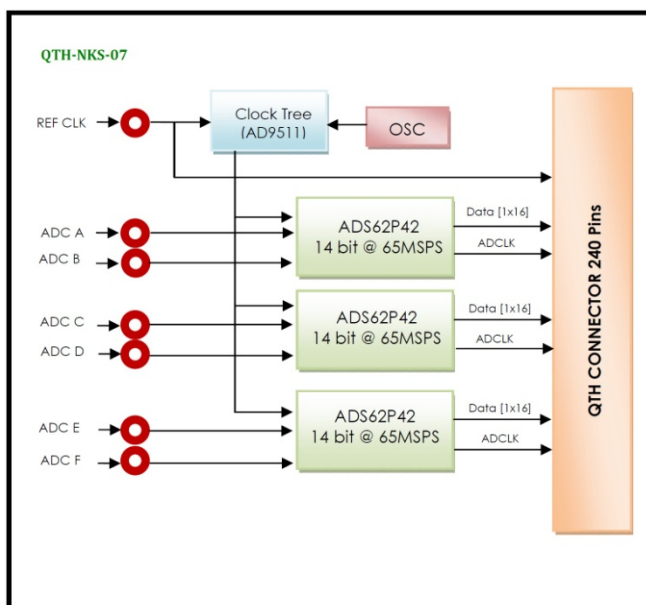 QTH-NKS-07
REF CLK
Clock Tree
(AD9511)
OSC
ADC A
ADC B
ADS62P42
14 bit @ 65MSPS
Data [1x16]
ADCLK
ADC C
ADC D
ADS62P42
14 bit @ 65MSPS
Data [1x16]
ADCLK
ADC E
ADC F
ADS62P42
14 bit @ 65MSPS
Data [1x16]
ADCLK
QTH CONNECTOR 240 Pins